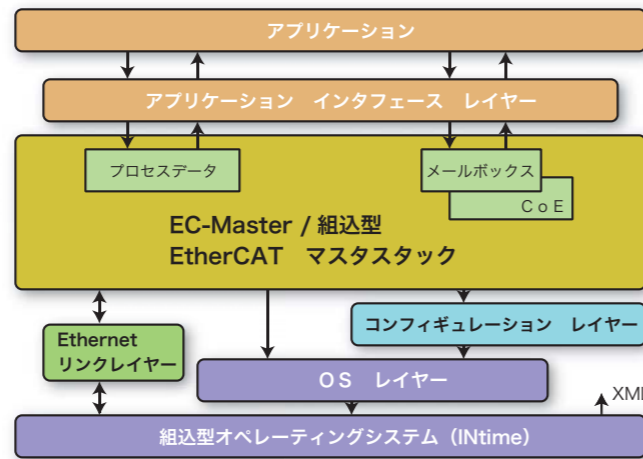 アプリケーション
アプリケーション インタフェース レイヤー
プロセスデータ
メールボックス
CoE
EC-Master / 組込型
EtherCAT マスタスタック
Ethernet
リンクレイヤー
コンフィギュレーション レイヤー
OS レイヤー
XML
組込型オペレーティングシステム（INtime）